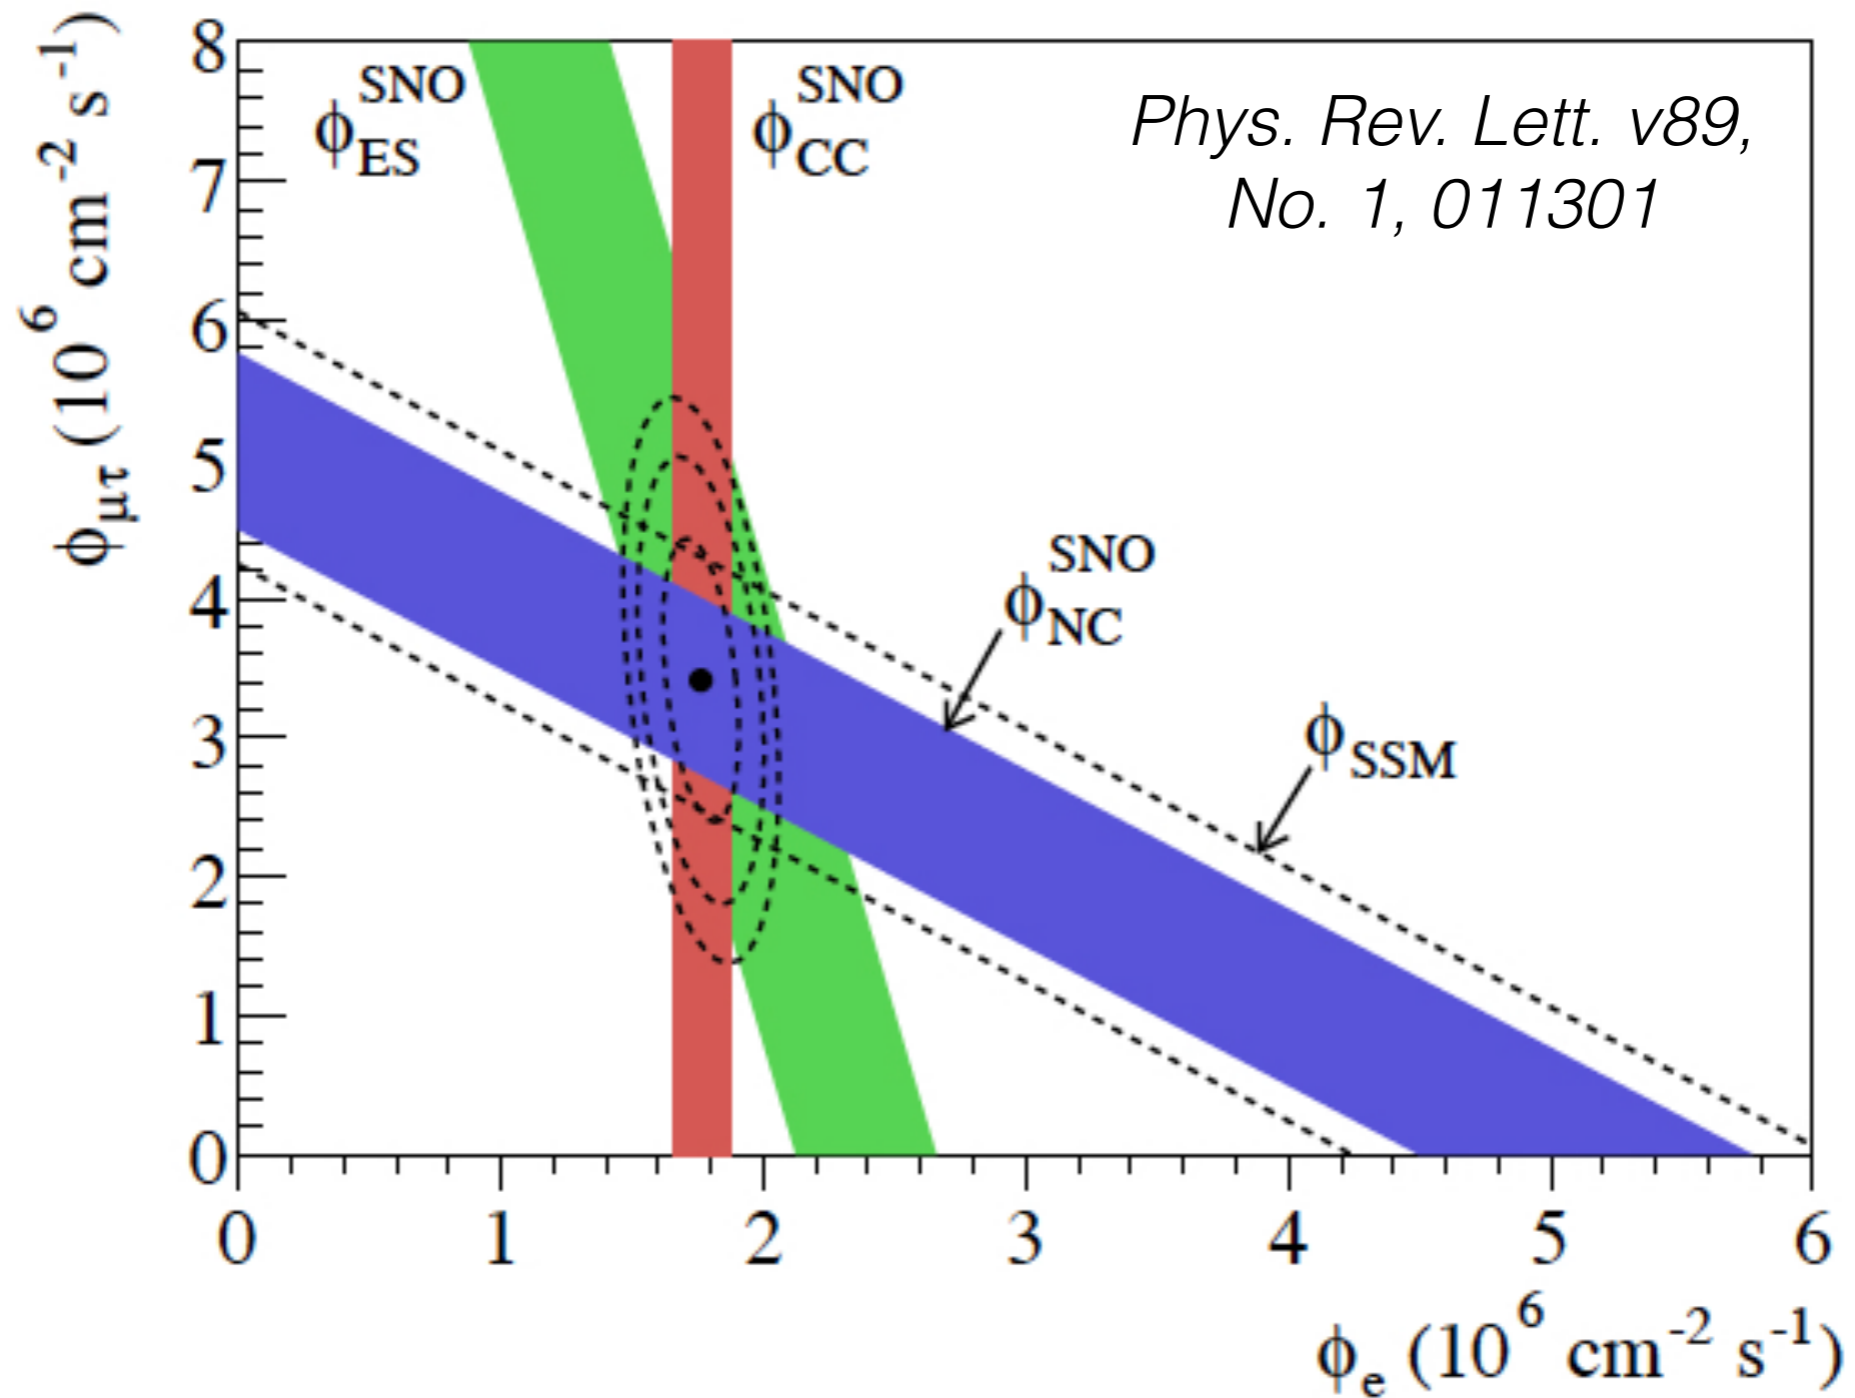 ϕ_μτ (10^6 cm^-2 s^-1)
8
7
6
5
4
3
2
1
0
ϕ_ES^SNO
ϕ_CC^SNO
Phys. Rev. Lett. v89,
No. 1, 011301
ϕ_NC^SNO
ϕ_SSM
0 1 2 3 4 5 6
ϕ_e (10^6 cm^-2 s^-1)